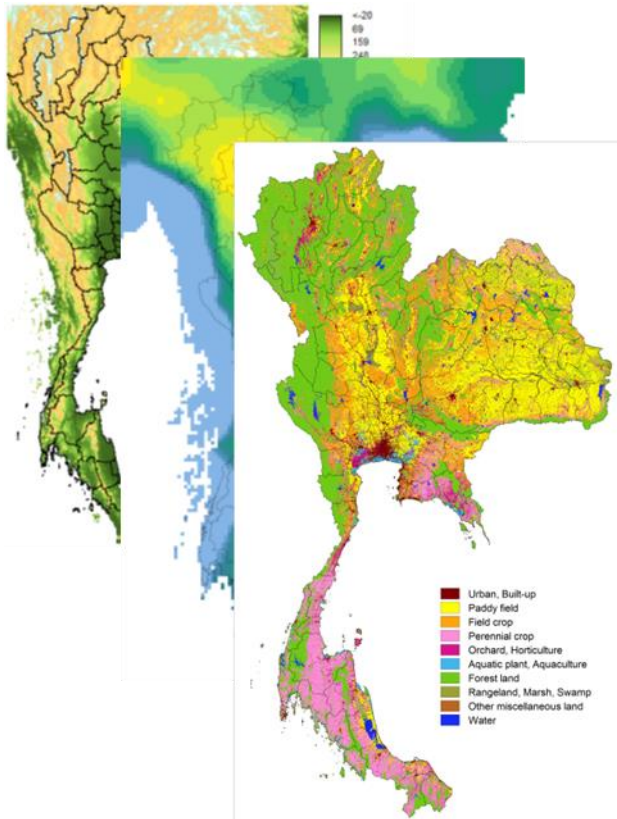 <-20
69
159
248
Urban, Built-up
Paddy field
Field crop
Perennial crop
Orchard, Horticulture
Aquatic plant, Aquaculture
Forest land
Rangeland, Marsh, Swamp
Other miscellaneous land
Water